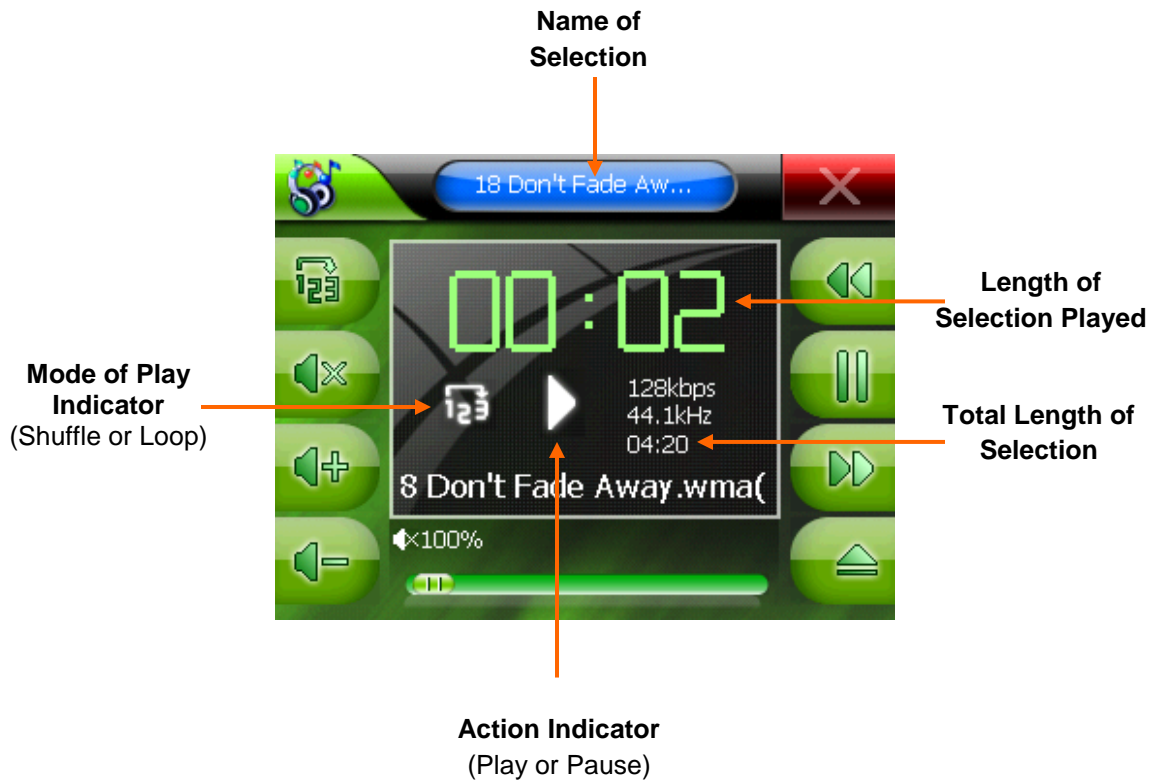 Name of
Selection
18 Don't Fade Aw...
123
00:02
Length of
Selection Played
Mode of Play
Indicator
(Shuffle or Loop)
123
128kbps
44.1kHz
04:20
Total Length of
Selection
8 Don't Fade Away.wma(
×100%
Action Indicator
(Play or Pause)